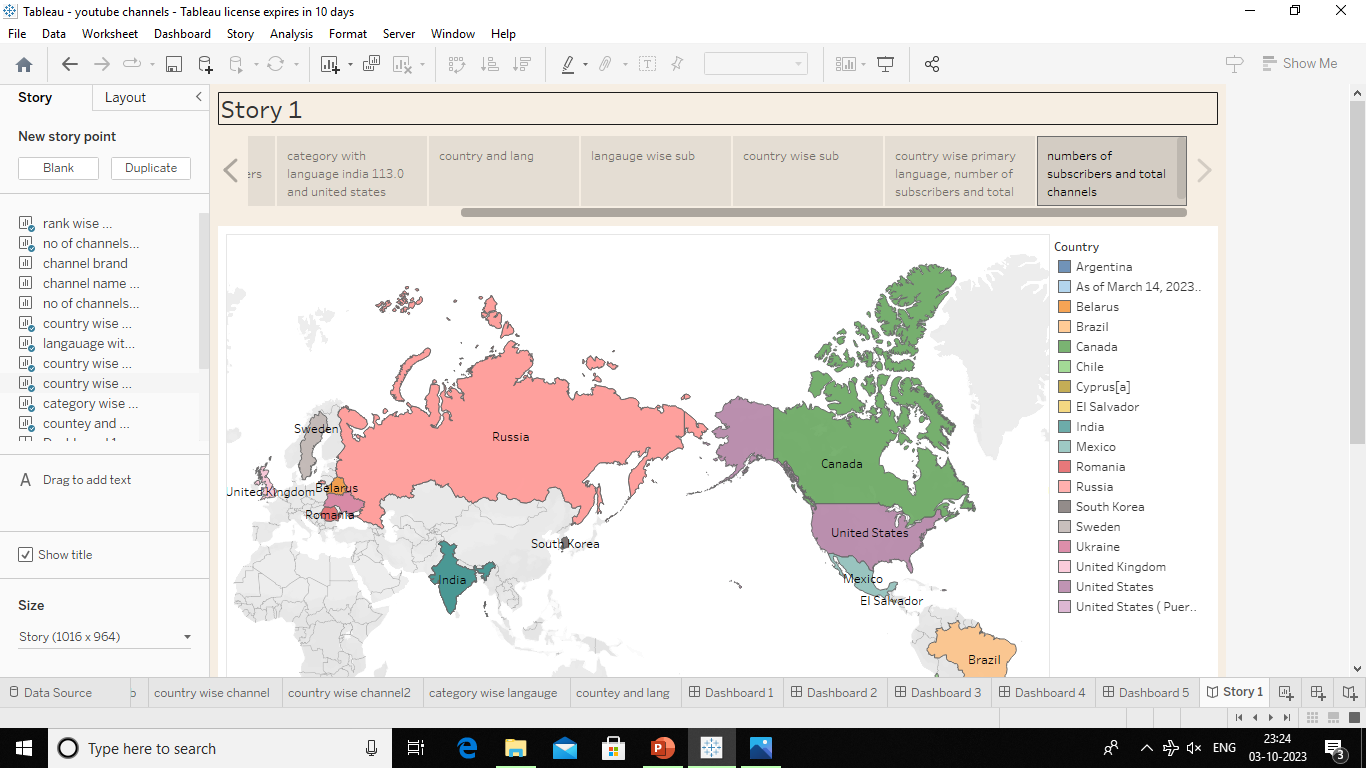 Tableau - youtube channels - Tableau license expires in 10 days
File Data Worksheet Dashboard Story Analysis Format Server Window Help
Show Me
Story Layout
New story point
Blank Duplicate
rank wise ...
no of channels...
channel brand
channel name ...
no of channels...
country wise ...
langauage wit...
country wise ...
country wise ...
category wise ...
countey and ...
A Drag to add text
Show title
Size
Story (1016 x 964)
Story 1
ers
category with
language india 113.0
and united states
country and lang
langauge wise sub
country wise sub
country wise primary
language, number of
subscribers and total
numbers of
subscribers and total
channels
Sweden
Russia
Canada
United Kingdom
Belarus
Romania
South Korea
United States
India
Mexico
El Salvador
Brazil
Country
Argentina
As of March 14, 2023..
Belarus
Brazil
Canada
Chile
Cyprus[a]
El Salvador
India
Mexico
Romania
Russia
South Korea
Sweden
Ukraine
United Kingdom
United States
United States ( Puer..
Data Source country wise channel country wise channel2 category wise langauge countey and lang Dashboard 1 Dashboard 2 Dashboard 3 Dashboard 4 Dashboard 5 Story 1
Type here to search
ENG
23:24
03-10-2023
3